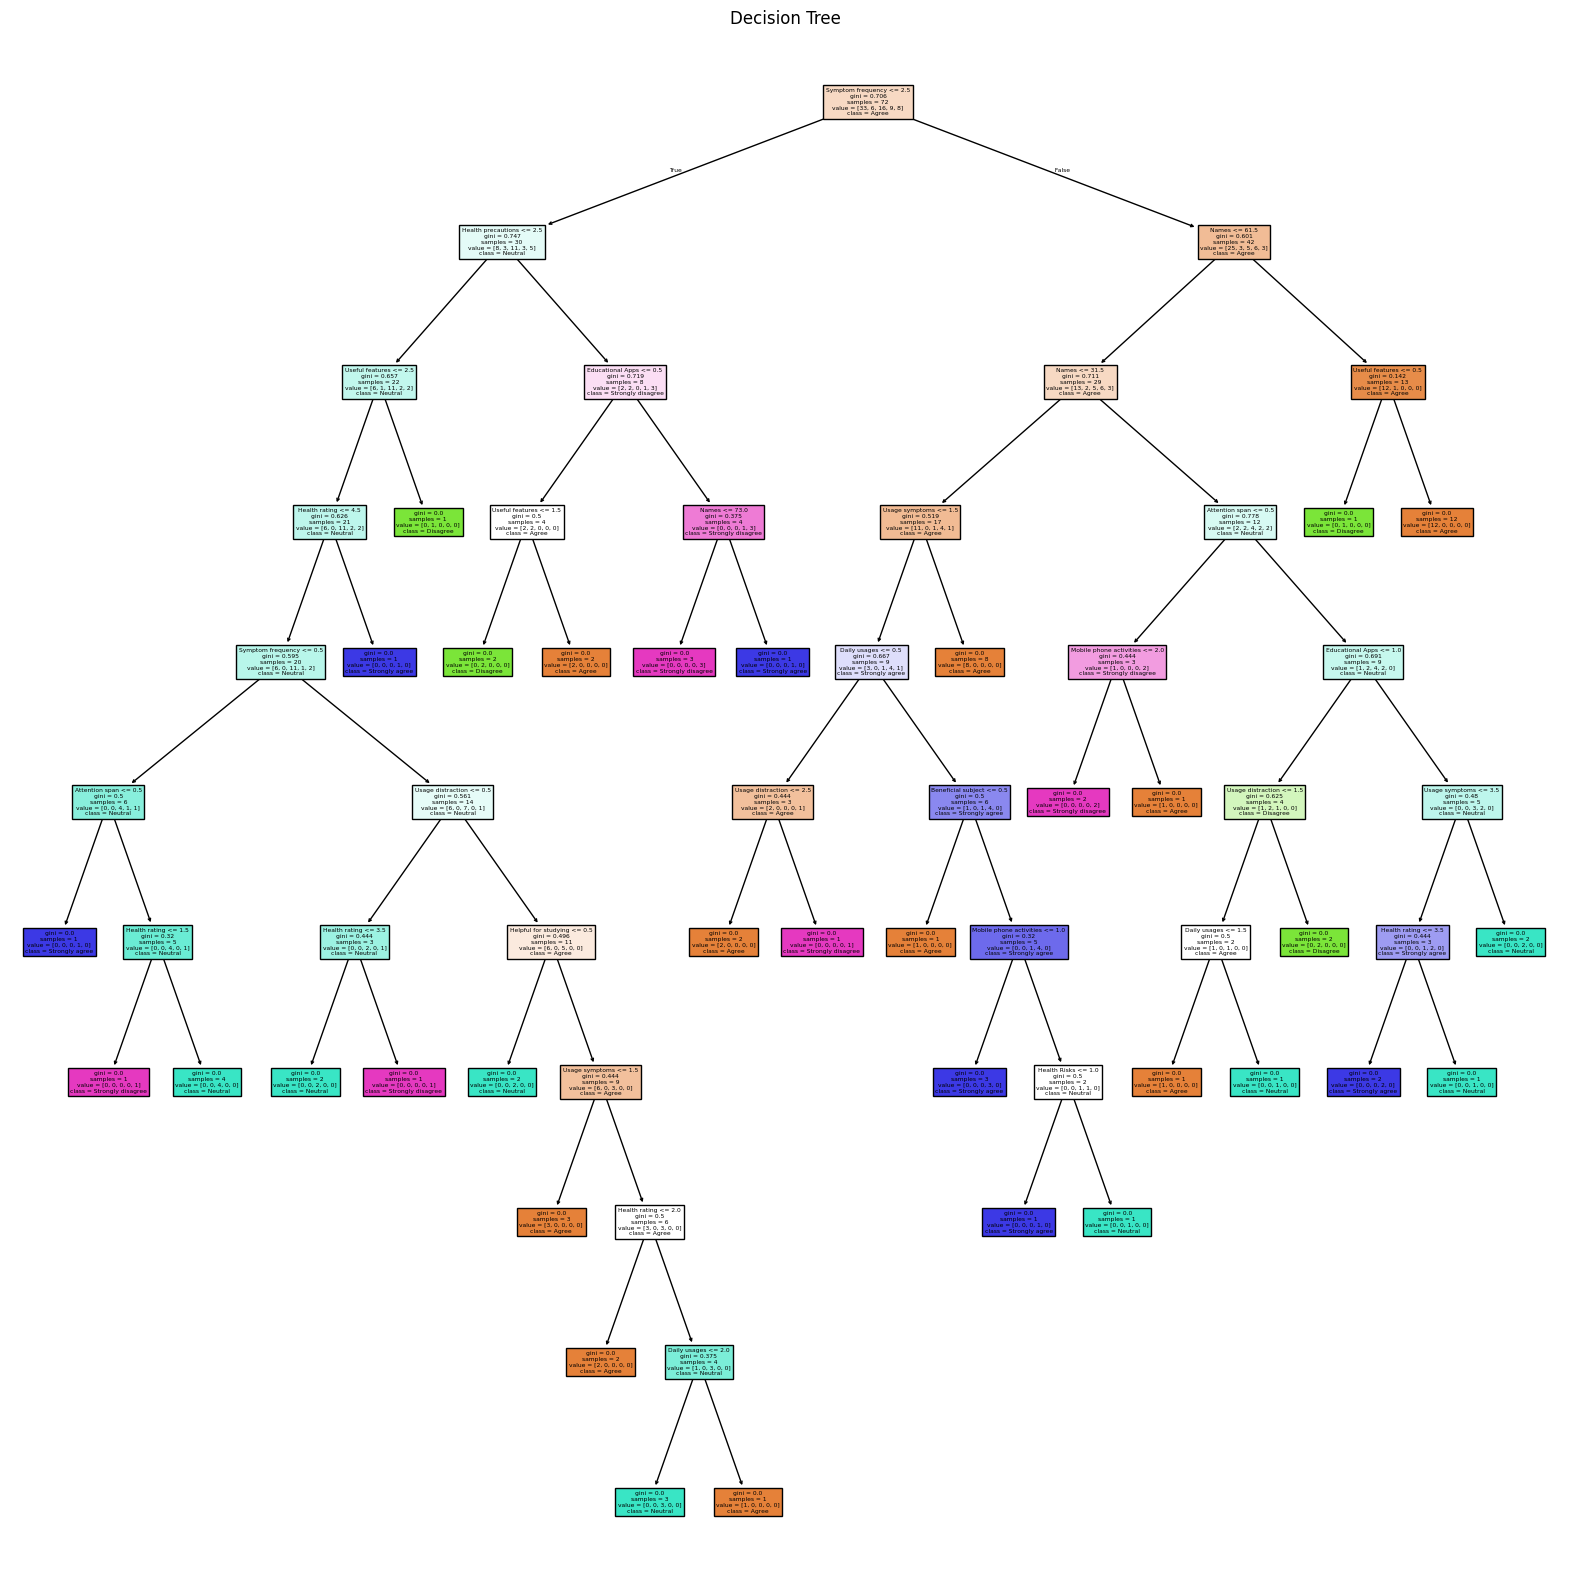 Decision Tree
Symptom frequency <= 2.5
gini = 0.706
samples = 72
value = [33, 6, 16, 9, 8]
class = Agree
True
False
Health precautions <= 2.5
gini = 0.747
samples = 30
value = [8, 3, 11, 3, 5]
class = Neutral
Names <= 61.5
gini = 0.601
samples = 42
value = [25, 3, 5, 6, 3]
class = Agree
Useful features <= 2.5
gini = 0.657
samples = 22
value = [6, 1, 11, 2, 2]
class = Neutral
Educational Apps <= 0.5
gini = 0.719
samples = 8
value = [2, 2, 0, 1, 3]
class = Strongly disagree
Names <= 31.5
gini = 0.711
samples = 29
value = [13, 2, 5, 6, 3]
class = Agree
Useful features <= 0.5
gini = 0.142
samples = 13
value = [12, 1, 0, 0, 0]
class = Agree
Health rating <= 4.5
gini = 0.626
samples = 21
value = [6, 0, 11, 2, 2]
class = Neutral
gini = 0.0
samples = 1
value = [0, 1, 0, 0, 0]
class = Disagree
Useful features <= 1.5
gini = 0.5
samples = 4
value = [2, 2, 0, 0, 0]
class = Agree
Names <= 73.0
gini = 0.375
samples = 4
value = [0, 0, 0, 1, 3]
class = Strongly disagree
Usage symptoms <= 1.5
gini = 0.519
samples = 17
value = [11, 0, 1, 4, 1]
class = Agree
Attention span <= 0.5
gini = 0.778
samples = 12
value = [2, 2, 4, 2, 2]
class = Neutral
gini = 0.0
samples = 1
value = [0, 1, 0, 0, 0]
class = Disagree
gini = 0.0
samples = 12
value = [12, 0, 0, 0, 0]
class = Agree
Symptom frequency <= 0.5
gini = 0.595
samples = 20
value = [6, 0, 11, 1, 2]
class = Neutral
gini = 0.0
samples = 1
value = [0, 0, 0, 1, 0]
class = Strongly agree
gini = 0.0
samples = 2
value = [0, 2, 0, 0, 0]
class = Disagree
gini = 0.0
samples = 2
value = [2, 0, 0, 0, 0]
class = Agree
gini = 0.0
samples = 3
value = [0, 0, 0, 0, 3]
class = Strongly disagree
gini = 0.0
samples = 1
value = [0, 0, 0, 1, 0]
class = Strongly agree
Daily usages <= 0.5
gini = 0.667
samples = 9
value = [3, 0, 1, 4, 1]
class = Strongly agree
gini = 0.0
samples = 8
value = [8, 0, 0, 0, 0]
class = Agree
Mobile phone activities <= 2.0
gini = 0.444
samples = 3
value = [1, 0, 0, 0, 2]
class = Strongly disagree
Educational Apps <= 1.0
gini = 0.691
samples = 9
value = [1, 2, 4, 2, 0]
class = Neutral
Attention span <= 0.5
gini = 0.5
samples = 6
value = [0, 0, 4, 1, 1]
class = Neutral
Usage distraction <= 0.5
gini = 0.561
samples = 14
value = [6, 0, 7, 0, 1]
class = Neutral
Usage distraction <= 2.5
gini = 0.444
samples = 3
value = [2, 0, 0, 0, 1]
class = Agree
Beneficial subject <= 0.5
gini = 0.5
samples = 6
value = [1, 0, 1, 4, 0]
class = Strongly agree
gini = 0.0
samples = 2
value = [0, 0, 0, 0, 2]
class = Strongly disagree
gini = 0.0
samples = 1
value = [1, 0, 0, 0, 0]
class = Agree
Usage distraction <= 1.5
gini = 0.625
samples = 4
value = [1, 2, 1, 0, 0]
class = Disagree
Usage symptoms <= 3.5
gini = 0.48
samples = 5
value = [0, 0, 3, 2, 0]
class = Neutral
gini = 0.0
samples = 1
value = [0, 0, 0, 1, 0]
class = Strongly agree
Health rating <= 1.5
gini = 0.32
samples = 5
value = [0, 0, 4, 0, 1]
class = Neutral
Health rating <= 3.5
gini = 0.444
samples = 3
value = [0, 0, 2, 0, 1]
class = Neutral
Helpful for studying <= 0.5
gini = 0.496
samples = 11
value = [6, 0, 5, 0, 0]
class = Agree
gini = 0.0
samples = 2
value = [2, 0, 0, 0, 0]
class = Agree
gini = 0.0
samples = 1
value = [0, 0, 0, 0, 1]
class = Strongly disagree
gini = 0.0
samples = 1
value = [1, 0, 0, 0, 0]
class = Agree
Mobile phone activities <= 1.0
gini = 0.32
samples = 5
value = [0, 0, 1, 4, 0]
class = Strongly agree
Daily usages <= 1.5
gini = 0.5
samples = 2
value = [1, 0, 1, 0, 0]
class = Agree
gini = 0.0
samples = 2
value = [0, 2, 0, 0, 0]
class = Disagree
Health rating <= 3.5
gini = 0.444
samples = 3
value = [0, 0, 1, 2, 0]
class = Strongly agree
gini = 0.0
samples = 2
value = [0, 0, 2, 0, 0]
class = Neutral
gini = 0.0
samples = 1
value = [0, 0, 0, 0, 1]
class = Strongly disagree
gini = 0.0
samples = 4
value = [0, 0, 4, 0, 0]
class = Neutral
gini = 0.0
samples = 2
value = [0, 0, 2, 0, 0]
class = Neutral
gini = 0.0
samples = 1
value = [0, 0, 0, 0, 1]
class = Strongly disagree
gini = 0.0
samples = 2
value = [0, 0, 2, 0, 0]
class = Neutral
Usage symptoms <= 1.5
gini = 0.444
samples = 9
value = [6, 0, 3, 0, 0]
class = Agree
gini = 0.0
samples = 3
value = [0, 0, 0, 3, 0]
class = Strongly agree
Health Risks <= 1.0
gini = 0.5
samples = 2
value = [0, 0, 1, 1, 0]
class = Neutral
gini = 0.0
samples = 1
value = [1, 0, 0, 0, 0]
class = Agree
gini = 0.0
samples = 1
value = [0, 0, 1, 0, 0]
class = Neutral
gini = 0.0
samples = 2
value = [0, 0, 0, 2, 0]
class = Strongly agree
gini = 0.0
samples = 1
value = [0, 0, 1, 0, 0]
class = Neutral
gini = 0.0
samples = 3
value = [3, 0, 0, 0, 0]
class = Agree
Health rating <= 2.0
gini = 0.5
samples = 6
value = [3, 0, 3, 0, 0]
class = Agree
gini = 0.0
samples = 1
value = [0, 0, 0, 1, 0]
class = Strongly agree
gini = 0.0
samples = 1
value = [0, 0, 1, 0, 0]
class = Neutral
gini = 0.0
samples = 2
value = [2, 0, 0, 0, 0]
class = Agree
Daily usages <= 2.0
gini = 0.375
samples = 4
value = [1, 0, 3, 0, 0]
class = Neutral
gini = 0.0
samples = 3
value = [0, 0, 3, 0, 0]
class = Neutral
gini = 0.0
samples = 1
value = [1, 0, 0, 0, 0]
class = Agree